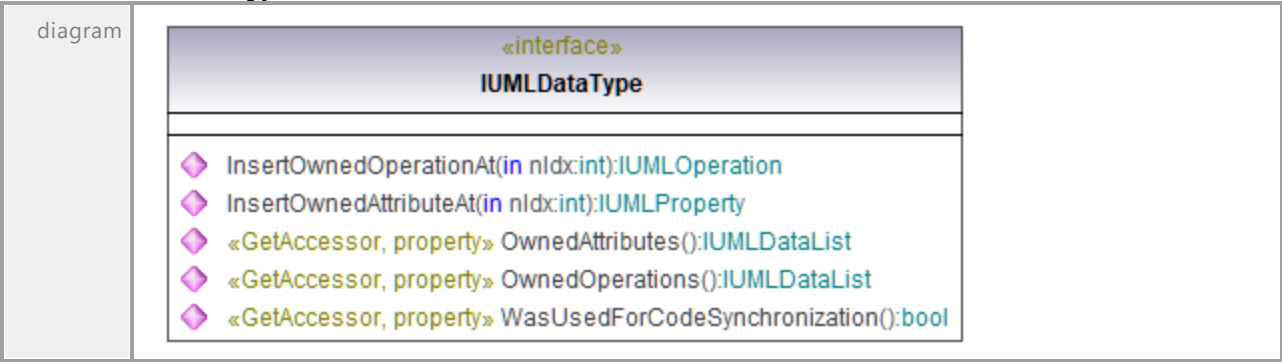 diagram
«interface»
IUMLDataType
InsertOwnedOperationAt(in nIdx:int):IUMLOperation
InsertOwnedAttributeAt(in nIdx:int):IUMLProperty
«GetAccessor, property» OwnedAttributes():IUMLDataList
«GetAccessor, property» OwnedOperations():IUMLDataList
«GetAccessor, property» WasUsedForCodeSynchronization():bool